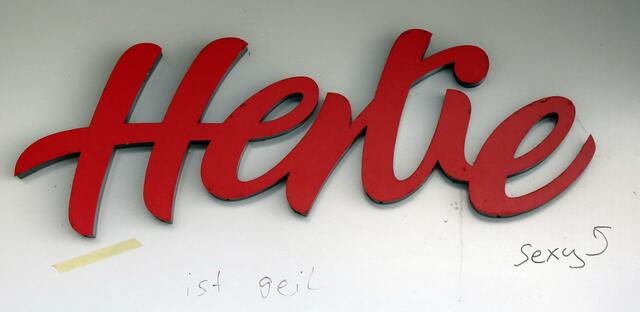 Hertie
sexy
ist geil